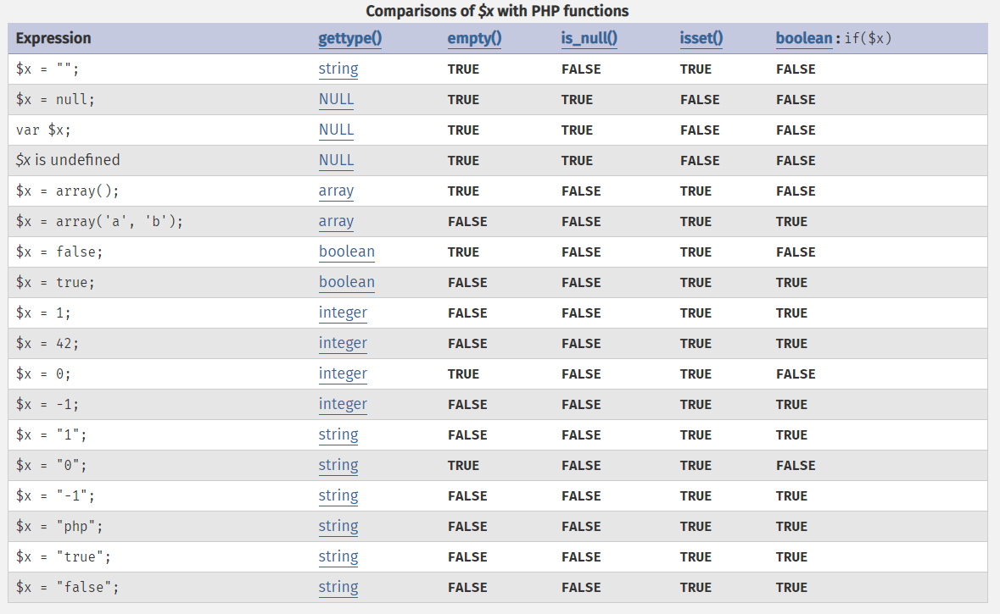 Comparisons of $x with PHP functions
Expression gettype() empty() is_null() isset() boolean : if($x)
$x = ""; string TRUE FALSE TRUE FALSE
$x = null; NULL TRUE TRUE FALSE FALSE
var $x; NULL TRUE TRUE FALSE FALSE
$x is undefined NULL TRUE TRUE FALSE FALSE
$x = array(); array TRUE FALSE TRUE FALSE
$x = array('a', 'b'); array FALSE FALSE TRUE TRUE
$x = false; boolean TRUE FALSE TRUE FALSE
$x = true; boolean FALSE FALSE TRUE TRUE
$x = 1; integer FALSE FALSE TRUE TRUE
$x = 42; integer FALSE FALSE TRUE TRUE
$x = 0; integer TRUE FALSE TRUE FALSE
$x = -1; integer FALSE FALSE TRUE TRUE
$x = "1"; string FALSE FALSE TRUE TRUE
$x = "0"; string TRUE FALSE TRUE FALSE
$x = "-1"; string FALSE FALSE TRUE TRUE
$x = "php"; string FALSE FALSE TRUE TRUE
$x = "true"; string FALSE FALSE TRUE TRUE
$x = "false"; string FALSE FALSE TRUE TRUE